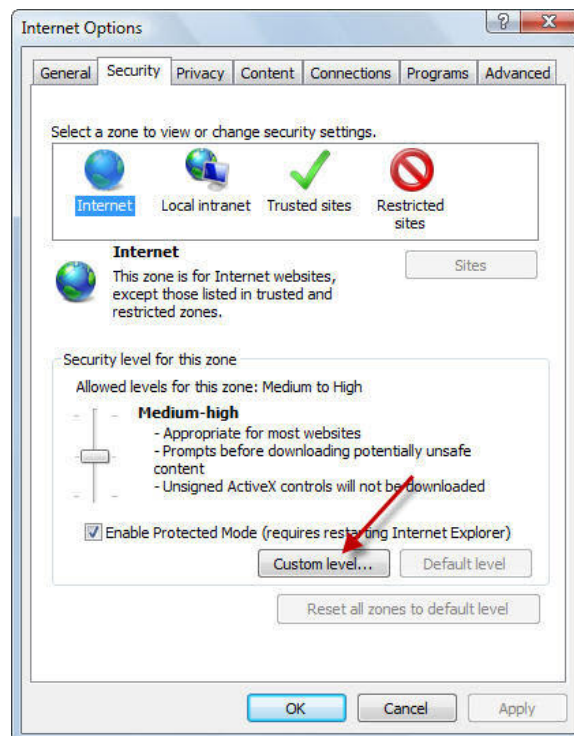 Internet Options
General Security Privacy Content Connections Programs Advanced
Select a zone to view or change security settings.
Internet Local intranet Trusted sites Restricted
sites
Internet
Sites
This zone is for Internet websites,
except those listed in trusted and
restricted zones.
Security level for this zone
Allowed levels for this zone: Medium to High
Medium-high
- Appropriate for most websites
- Prompts before downloading potentially unsafe
content
- Unsigned ActiveX controls will not be downloaded
Enable Protected Mode (requires restarting Internet Explorer)
Custom level... Default level
Reset all zones to default level
OK Cancel Apply